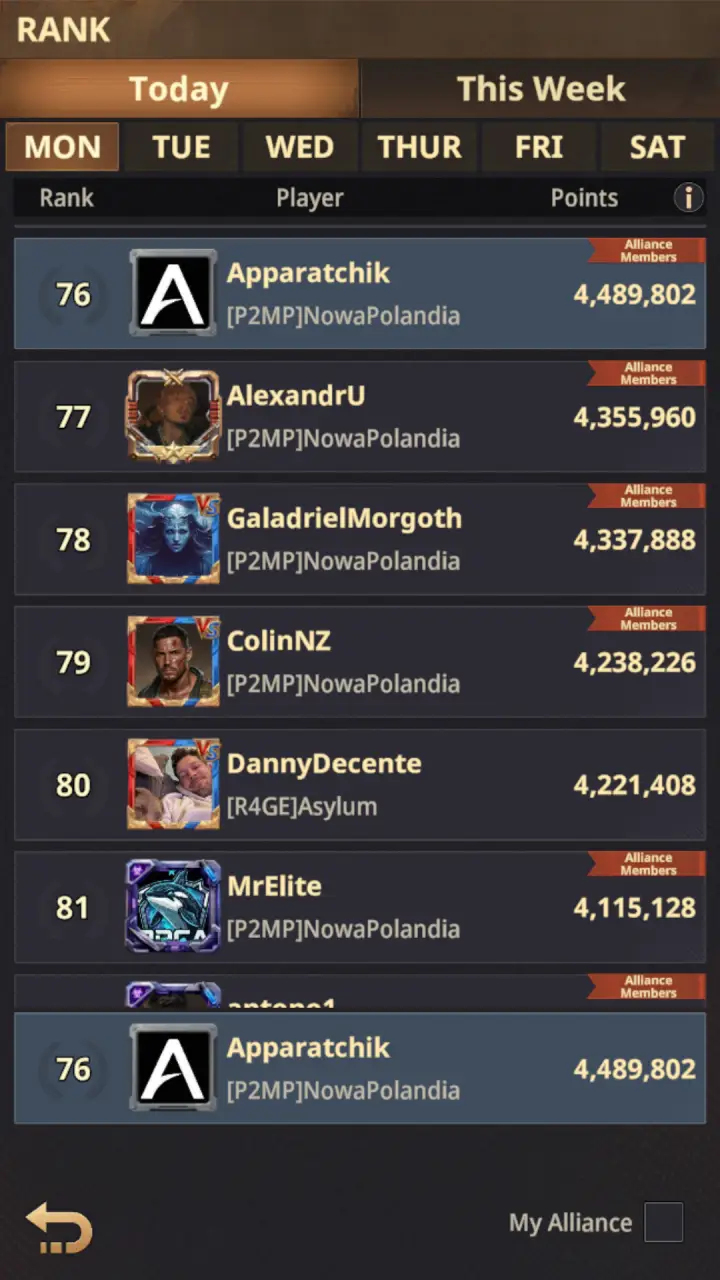 RANK
Today
This Week
MON
TUE
WED
THUR
FRI
SAT
Rank
Player
Points
i
Alliance
Members
76
A
Apparatchik
[P2MP]NowaPolandia
4,489,802
Alliance
Members
77
AlexandrU
[P2MP]NowaPolandia
4,355,960
Alliance
Members
78
VS
GaladrielMorgoth
[P2MP]NowaPolandia
4,337,888
Alliance
Members
79
VS
ColinNZ
[P2MP]NowaPolandia
4,238,226
80
VS
DannyDecente
[R4GE]Asylum
4,221,408
Alliance
Members
81
MrElite
[P2MP]NowaPolandia
4,115,128
Alliance
Members
76
A
Apparatchik
[P2MP]NowaPolandia
4,489,802
My Alliance